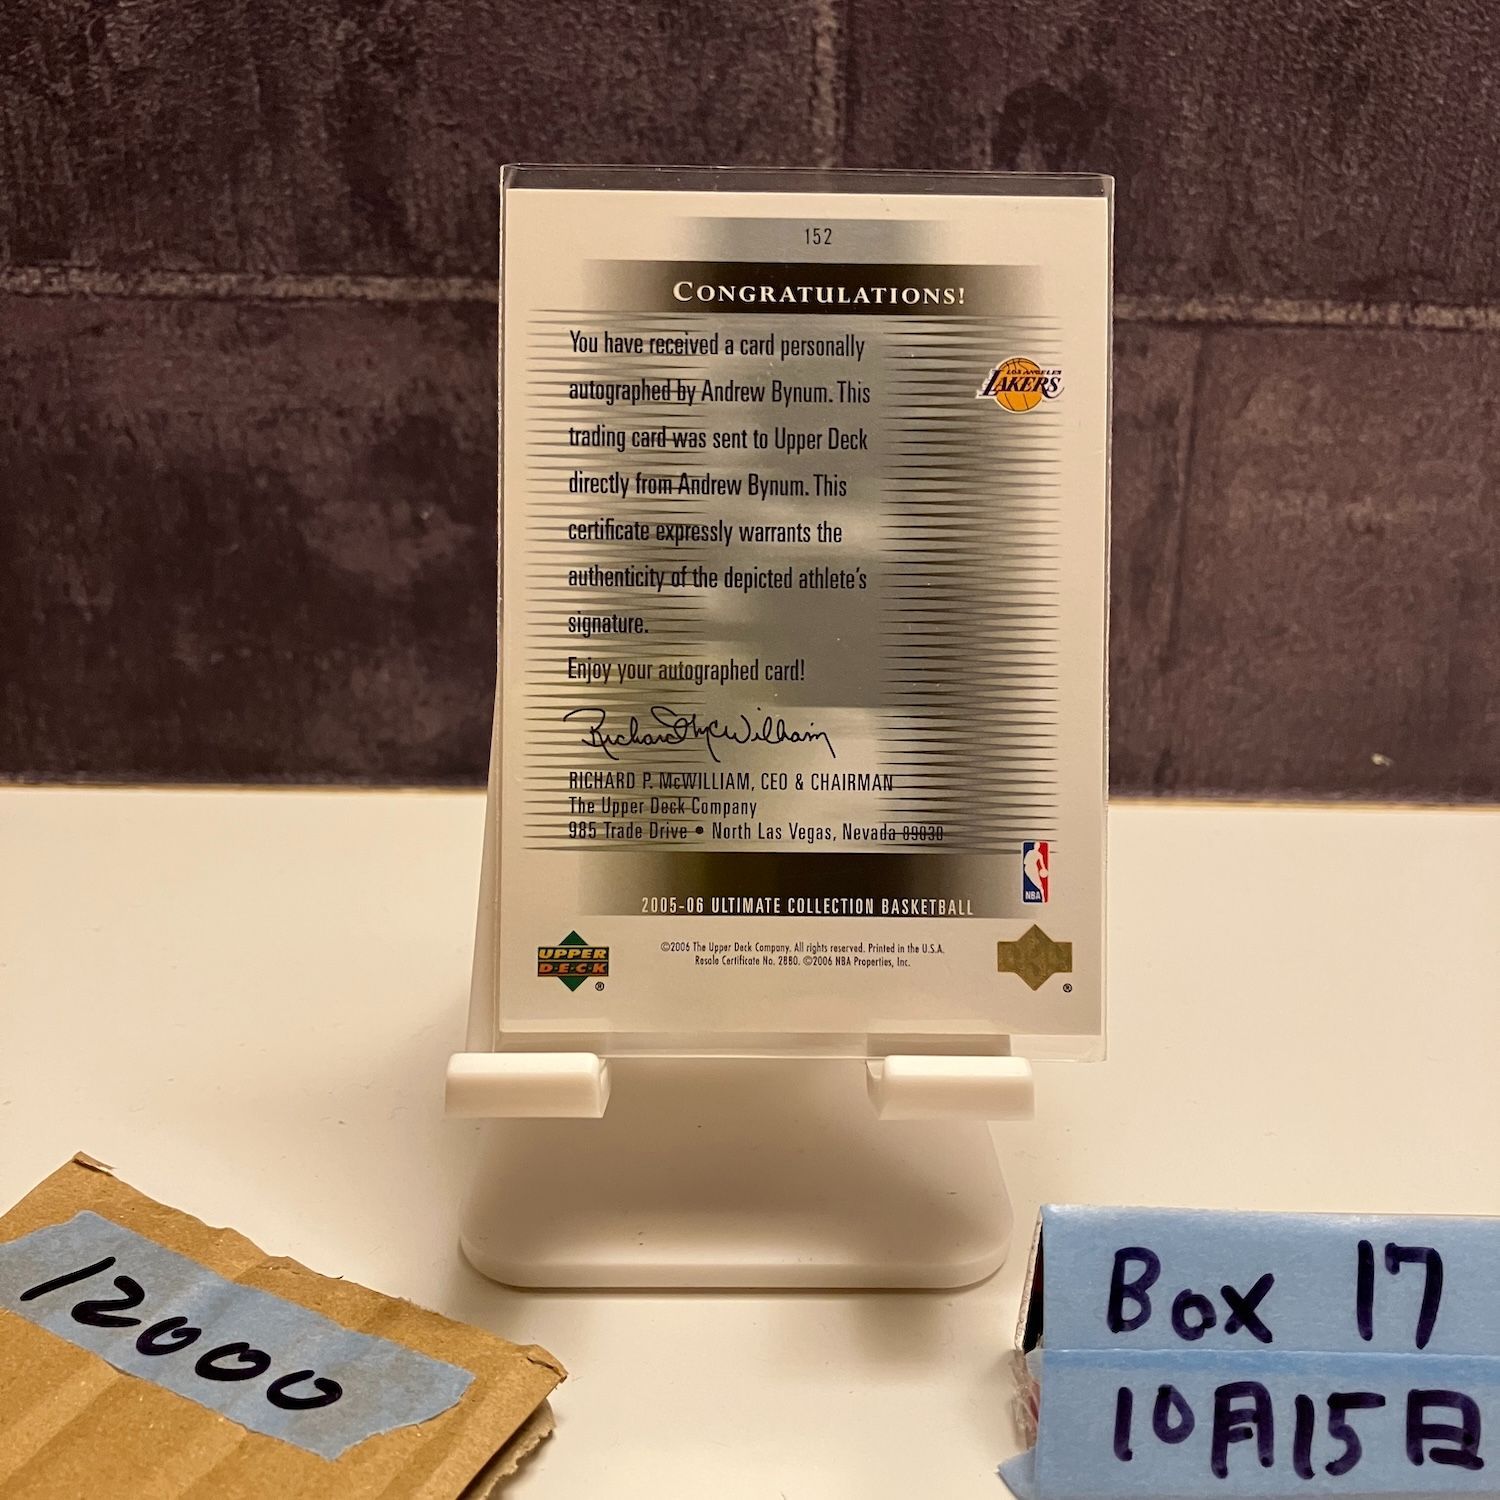 152
CONGRATULATIONS!
You have received a card personally
autographed by Andrew Bynum. This
trading card was sent to Upper Deck
directly from Andrew Bynum. This
certificate expressly warrants the
authenticity of the depicted athlete's
signature.
Enjoy your autographed card!
Richard McWilliam
RICHARD P. McWILLIAM, CEO & CHAIRMAN
The Upper Deck Company
985 Trade Drive • North Las Vegas, Nevada 89030
LOS ANGELES
LAKERS
NBA
2005-06 ULTIMATE COLLECTION BASKETBALL
UPPER
D•E•C•K
®
©2006 The Upper Deck Company. All rights reserved. Printed in the U.S.A.
Resale Certificate No. 2880. ©2006 NBA Properties, Inc.
®
12000
Box 17
10月15日